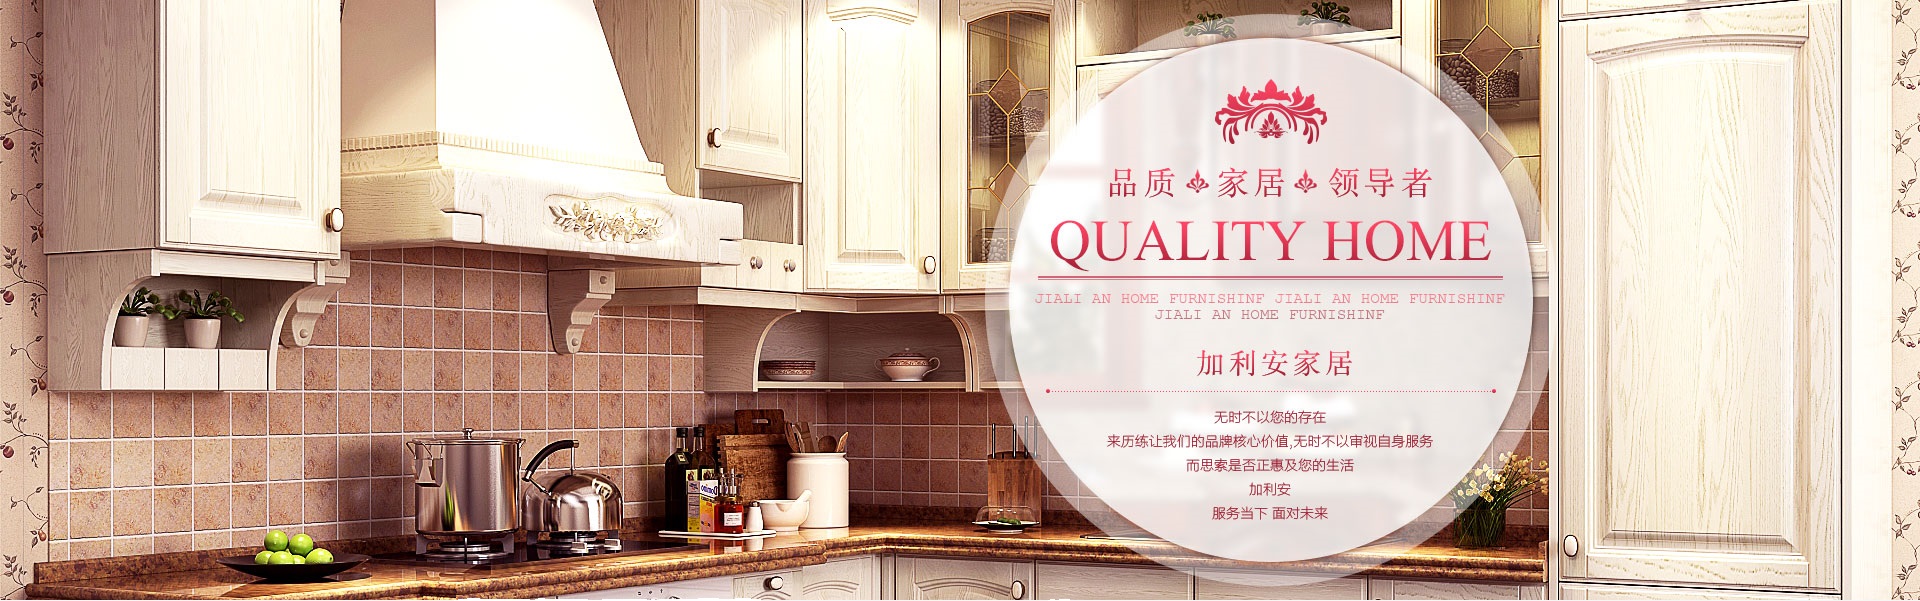 品质 家居 领导者
QUALITY HOME
JIALI AN HOME FURNISHINF JIALI AN HOME FURNISHINF
JIALI AN HOME FURNISHINF
加利安家居
无时不以您的存在
来历练让我们的品牌核心价值,无时不以审视自身服务
而思索是否正惠及您的生活
加利安
服务当下 面对未来